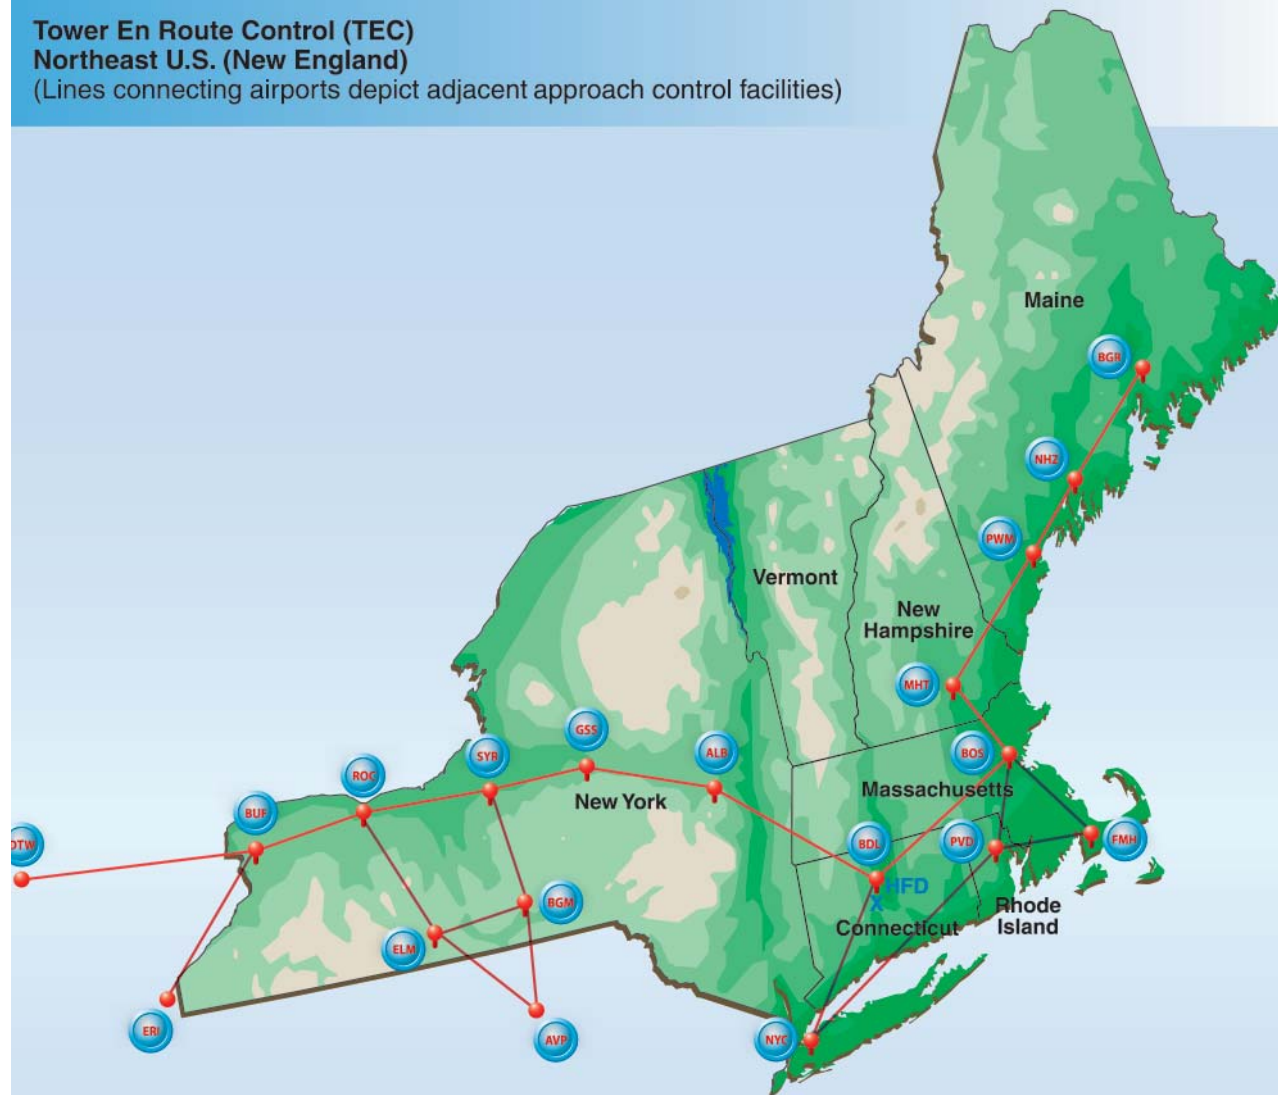 Tower En Route Control (TEC)
Northeast U.S. (New England)
(Lines connecting airports depict adjacent approach control facilities)
Maine
BGR
NHZ
PWM
Vermont
New
Hampshire
MHT
GSS
SYR
ALB
BOS
ROC
New York
Massachusetts
BUF
DTW
BDL
PVD
FMH
HFD
X
BGM
Rhode
Island
Connecticut
ELM
ERI
AVP
NYC